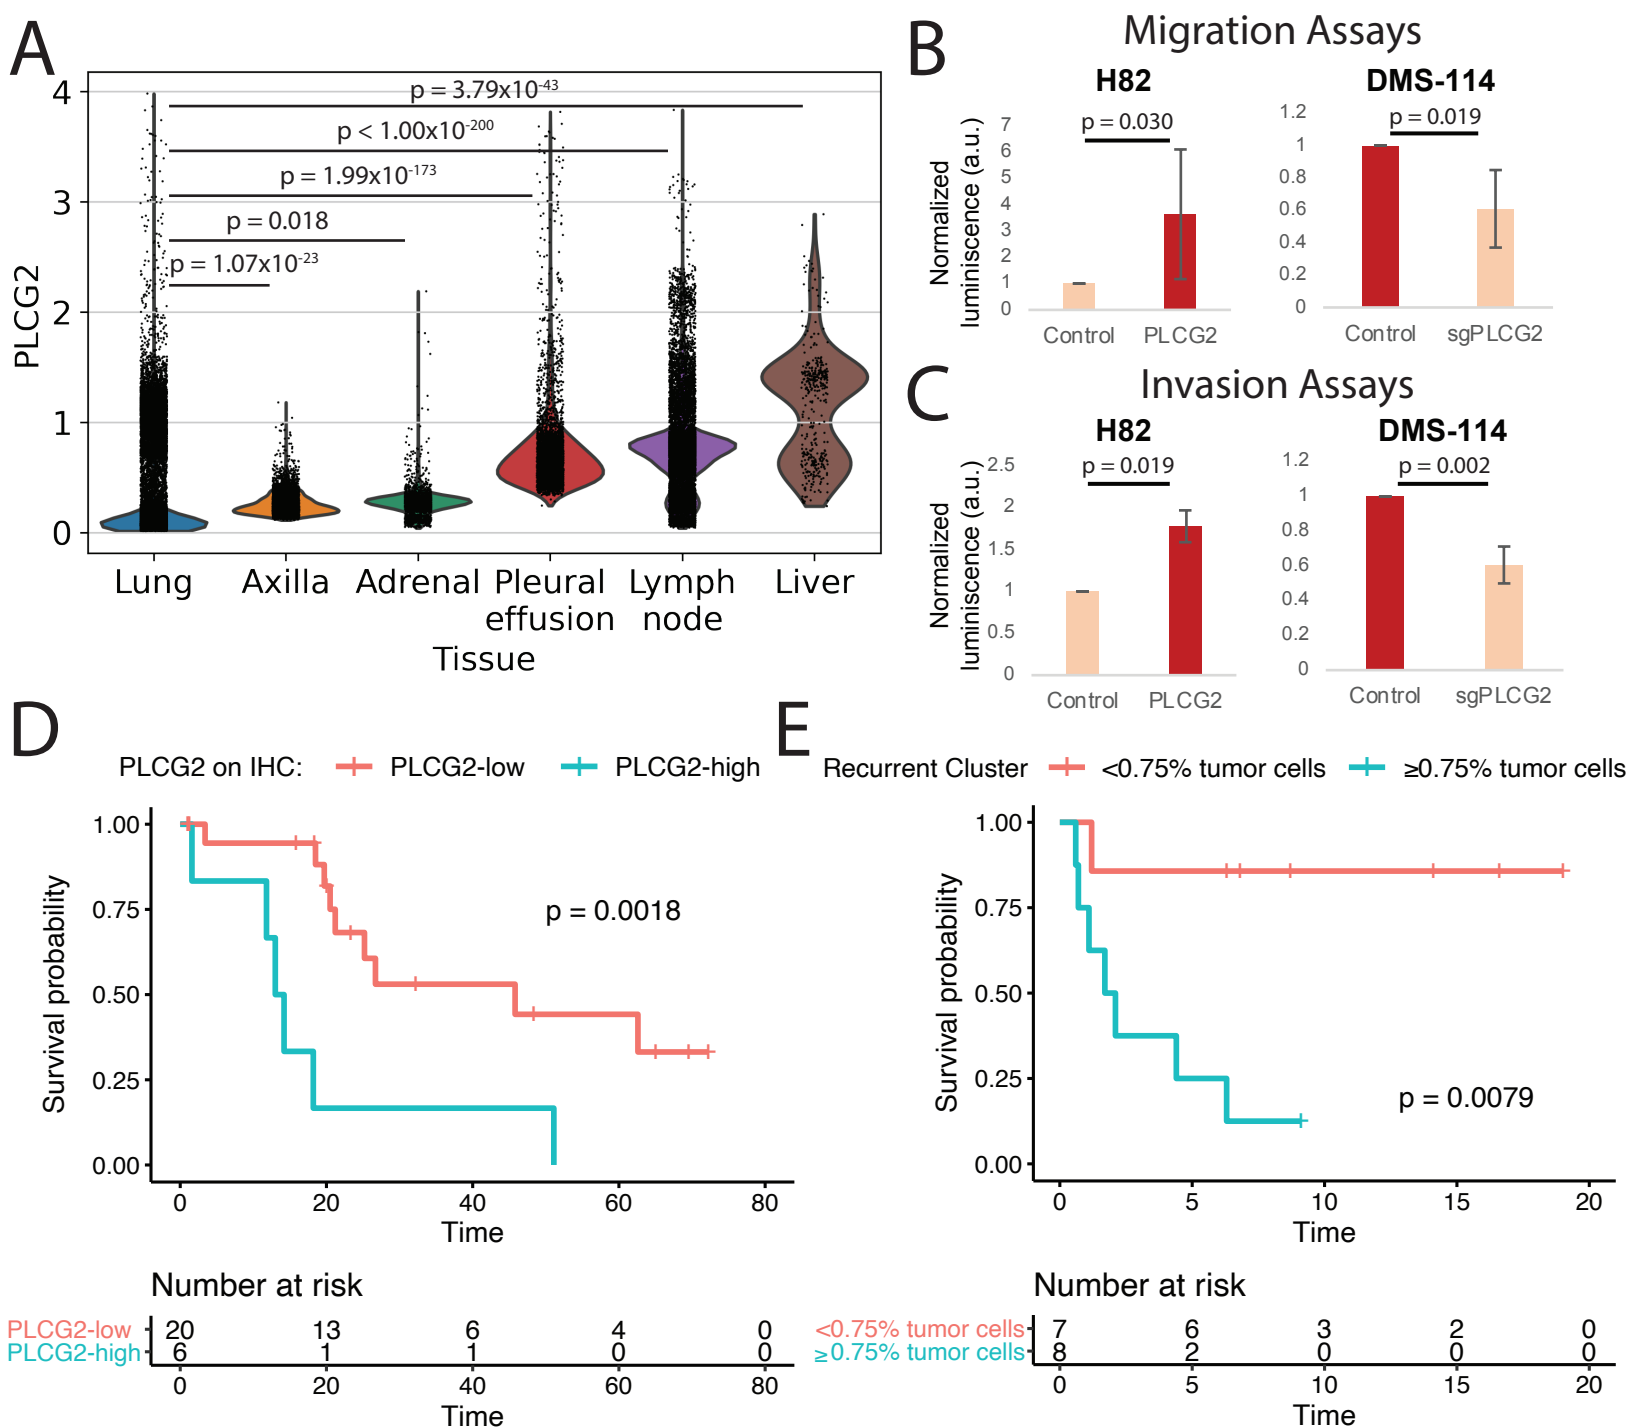 A
4
3
2
1
0
PLCG2
p = 3.79x10-43
p < 1.00x10-200
p = 1.99x10-173
p = 0.018
p = 1.07x10-23
Lung Axilla Adrenal Pleural effusion Lymph node Liver
Tissue
B
Migration Assays
H82
p = 0.030
Normalized
luminiscence (a.u.)
7
6
5
4
3
2
1
0
Control PLCG2
DMS-114
p = 0.019
1.2
1
0.8
0.6
0.4
0.2
0
Control sgPLCG2
C
Invasion Assays
H82
p = 0.019
Normalized
luminiscence (a.u.)
2.5
2
1.5
1
0.5
0
Control PLCG2
DMS-114
p = 0.002
1.2
1
0.8
0.6
0.4
0.2
0
Control sgPLCG2
D
PLCG2 on IHC: PLCG2-low PLCG2-high
Survival probability
1.00
0.75
0.50
0.25
0.00
p = 0.0018
0 20 40 60 80
Time
Number at risk
PLCG2-low 20 13 6 4 0
PLCG2-high 6 1 1 0 0
0 20 40 60 80
Time
E
Recurrent Cluster <0.75% tumor cells ≥0.75% tumor cells
Survival probability
1.00
0.75
0.50
0.25
0.00
p = 0.0079
0 5 10 15 20
Time
Number at risk
<0.75% tumor cells 7 6 3 2 0
≥0.75% tumor cells 8 2 0 0 0
0 5 10 15 20
Time